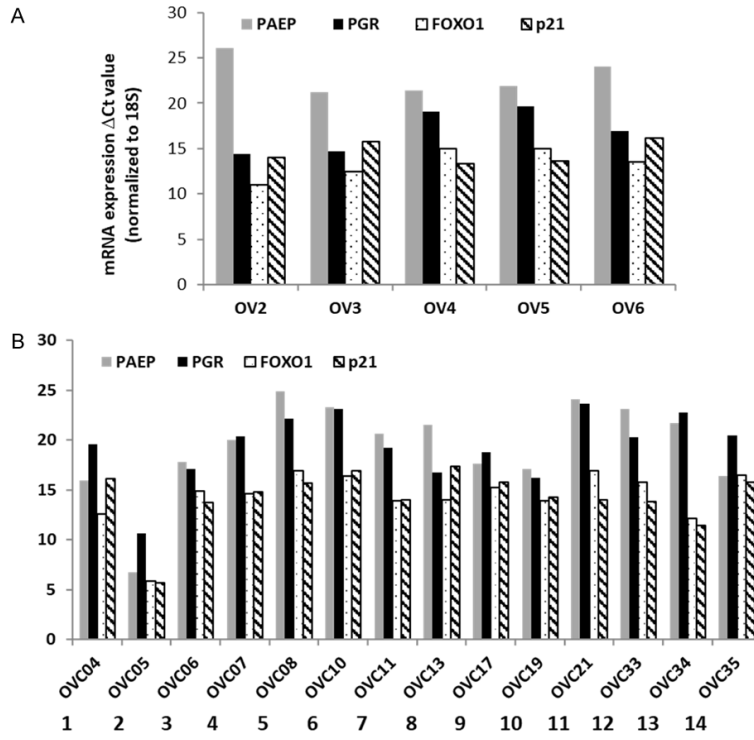 A
30
25
20
15
10
5
0
mRNA expression ΔCt value
(normalized to 18S)
PAEP PGR FOXO1 p21
OV2 OV3 OV4 OV5 OV6
B
30
25
20
15
10
5
0
PAEP PGR FOXO1 p21
OVC04 OVC05 OVC06 OVC07 OVC08 OVC10 OVC11 OVC13 OVC17 OVC19 OVC21 OVC33 OVC34 OVC35
1 2 3 4 5 6 7 8 9 10 11 12 13 14